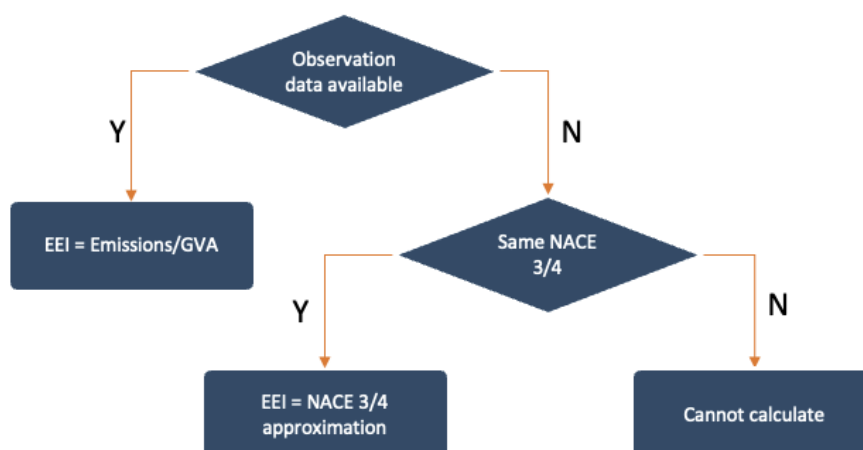 Observation
data available
Y
N
EEI = Emissions/GVA
Same NACE
3/4
Y
N
EEI = NACE 3/4
approximation
Cannot calculate